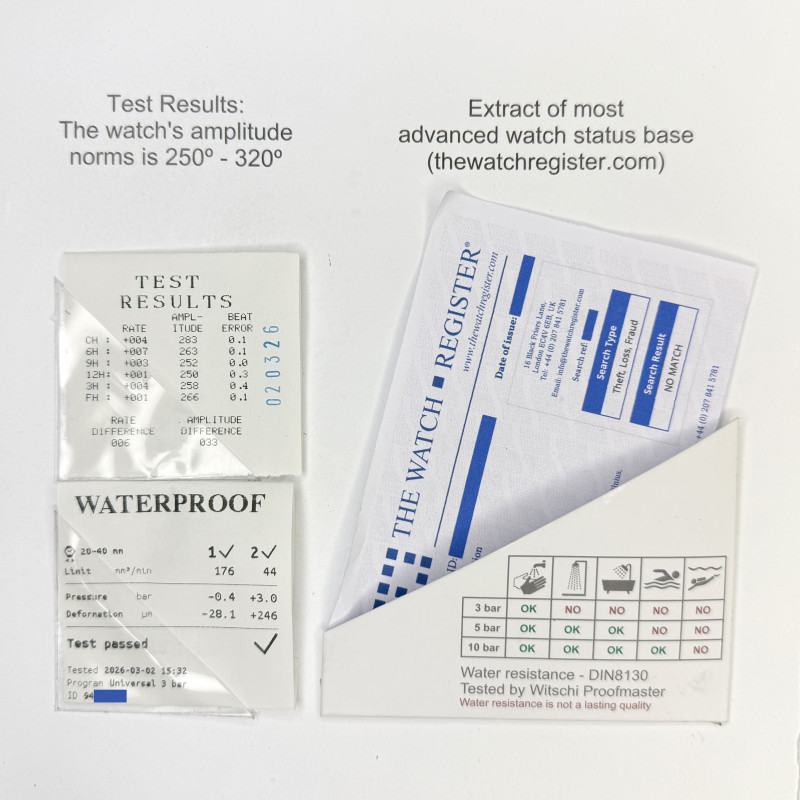 Test Results:
The watch's amplitude
norms is 250º - 320º
Extract of most
advanced watch status base
(thewatchregister.com)
TEST
RESULTS
RATE AMPL-ITUDE BEAT ERROR
CH : +004 283 0.1
6H : +007 263 0.1
9H : +003 252 0.0
12H: +001 250 0.3
3H : +004 258 0.4
FH : +001 266 0.1
RATE DIFFERENCE AMPLITUDE DIFFERENCE
006 033
020326
WATERPROOF
20-40 mm 1✓ 2✓
Limit mm³/min 176 44
Pressure bar -0.4 +3.0
Deformation µm -28.1 +246
Test passed ✓
Tested 2026-03-02 15:32
Program Universal 3 bar
ID 94
THE WATCH REGISTER®
www.thewatchregister.com
Date of issue:
16 Black Friars Lane,
London EC4V 6EB, UK
Tel: +44 (0) 207 841 5781
Email: info@thewatchregister.com
Search ref:
Search Type
Theft, Loss, Fraud
Search Result
NO MATCH
+44 (0) 207 841 5781
ID:
3 bar OK NO NO NO NO
5 bar OK OK OK NO NO
10 bar OK OK OK OK NO
Water resistance - DIN8130
Tested by Witschi Proofmaster
Water resistance is not a lasting quality